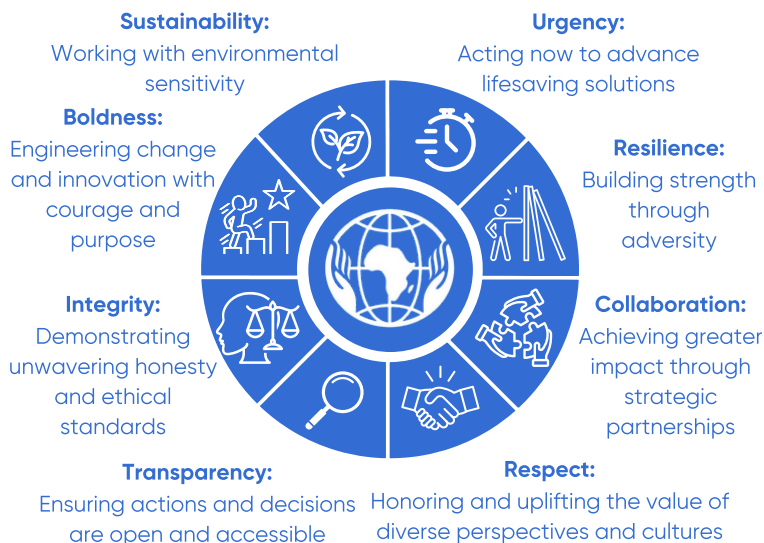 Sustainability:
Working with environmental
sensitivity
Urgency:
Acting now to advance
lifesaving solutions
Boldness:
Engineering change
and innovation with
courage and
purpose
Resilience:
Building strength
through
adversity
Integrity:
Demonstrating
unwavering honesty
and ethical
standards
Collaboration:
Achieving greater
impact through
strategic
partnerships
Transparency:
Ensuring actions and decisions
are open and accessible
Respect:
Honoring and uplifting the value of
diverse perspectives and cultures